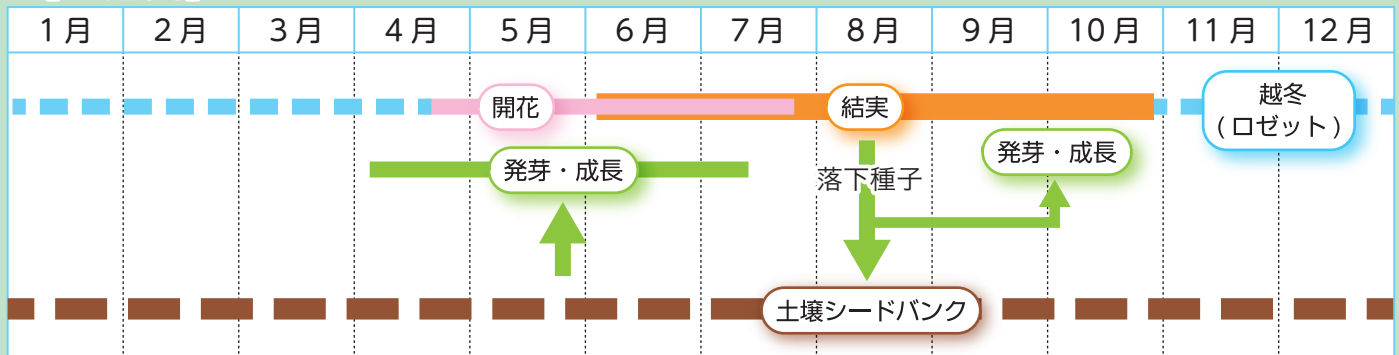 1月 2月 3月 4月 5月 6月 7月 8月 9月 10月 11月 12月
開花
結実
越冬
(ロゼット)
発芽・成長
発芽・成長
落下種子
土壌シードバンク